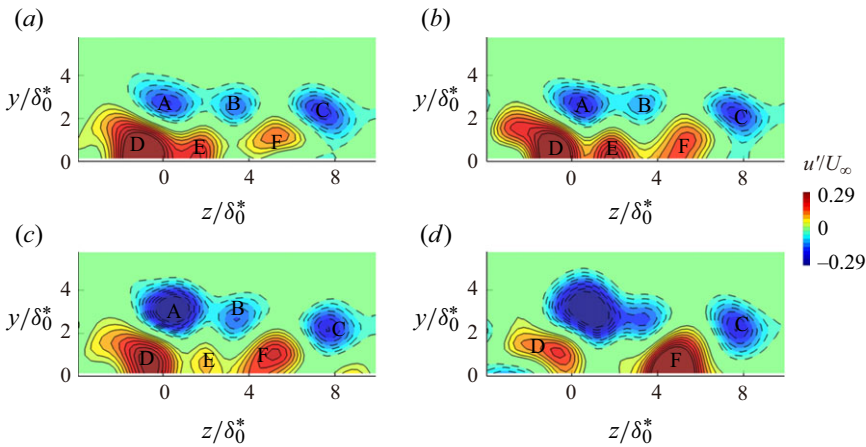 (a)
(b)
4
A
B
C
y/δ₀*
2
D
E
F
0
0
4
8
z/δ₀*
4
A
B
C
y/δ₀*
2
D
E
F
0
0
4
8
z/δ₀*
u′/U∞
0.29
0
–0.29
(c)
(d)
4
A
B
C
y/δ₀*
2
D
E
F
0
0
4
8
z/δ₀*
4
C
y/δ₀*
2
D
F
0
0
4
8
z/δ₀*